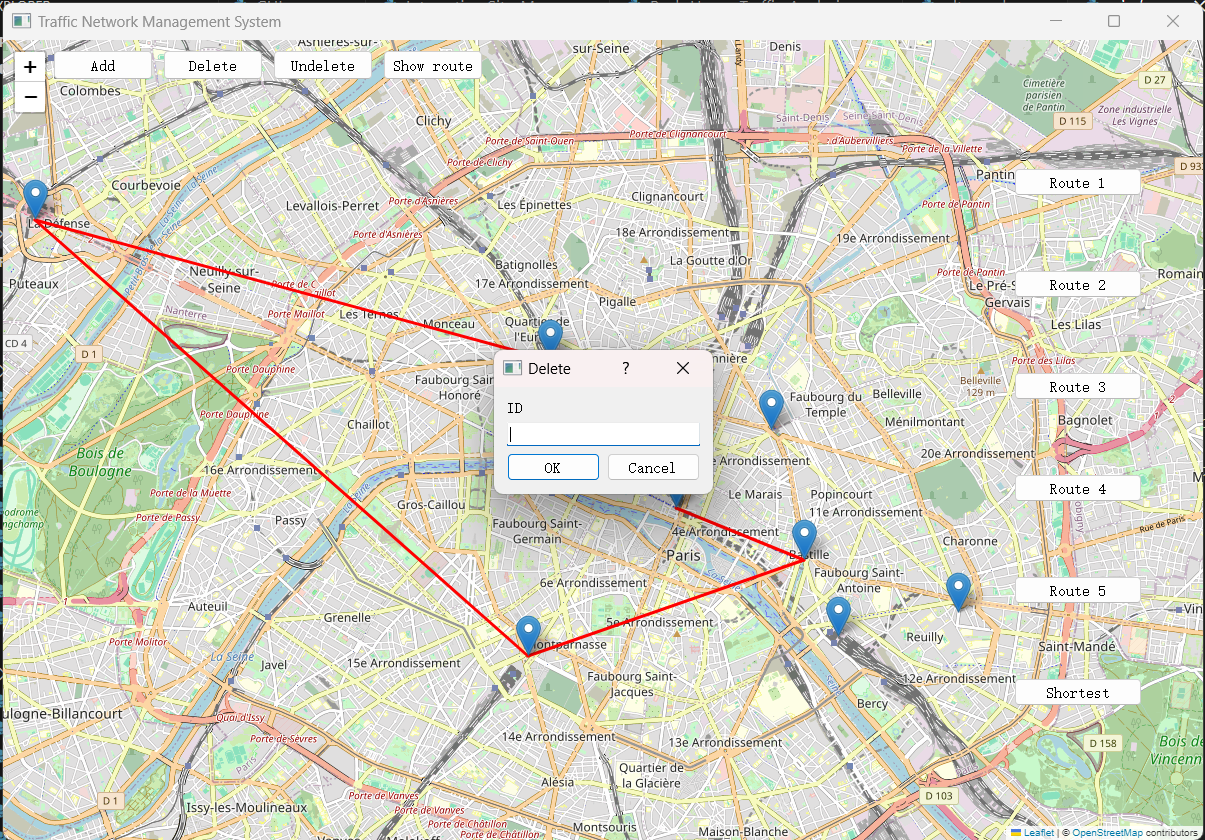 Traffic Network Management System
+
−
Add
Delete
Undelete
Show route
Asnières-sur-
sur-Seine
Denis
D 27
Colombes
Cimetière
parisien
de Pantin
Zone industrielle
Les Vignes
Clichy
Saint-Denis
Seine-Saint-Denis
D 115
Porte de Saint-Ouen
Porte de Clignancourt
Porte de Clichy
d'Aubervilliers
Porte de la Villette
D 933
Pantin
Route 1
Courbevoie
Levallois-Perret
Porte d'Asnières
Les Épinettes
Clignancourt
Porte de Pantin
La Défense
Porte d'Asnières
18e Arrondissement
19e Arrondissement
Puteaux
Neuilly-sur-
Seine
Batignolles
17e Arrondissement
La Goutte d'Or
Porte de Pantin
Le Pré-S
Gervais
Romain
Route 2
Nanterre
Porte Maillot
Les Ternes
Monceau
Pigalle
Quartier de
l'Euro
Les Lilas
CD 4
D 1
Porte Dauphine
Faubourg Sain
Honoré
nnière
Porte des Lilas
Belleville
129 m
Route 3
Delete
?
ID
OK
Cancel
Porte Dauphine
Chaillot
Faubourg du
Temple
Belleville
Ménilmontant
Bagnolet
Bois de
Boulogne
16e Arrondissement
e Arrondissement
20e Arrondissement
Porte de la Muette
Gros-Caillou
Le Marais
Popincourt
11e Arrondissement
Route 4
Porte de Passy
Passy
Faubourg Saint-
Germain
4e Arrondissement
Charonne
Rue de Paris
Paris
Bastille
La Seine
Faubourg Saint-
Antoine
6e Arrondissement
Route 5
Auteuil
Grenelle
5e Arrondissement
Reuilly
Porte Molitor
Montparnasse
Saint-Mandé
La Seine
Javel
15e Arrondissement
Faubourg Saint-
Jacques
12e Arrondissement
Shortest
Bercy
ulogne-Billancourt
Quai d'Issy
Porte de Sèvres
14e Arrondissement
13e Arrondissement
D 158
Bois de
Vincenn
Alésia
Quartier de
la Glacière
D 1
Issy-les-Moulineaux
Porte de Vanves
Porte de Vanves
Porte de Châtillon
Porte de Châtillon
D 103
Montsouris
Maison-Blanche
Vanves
Malakoff
Leaflet | © OpenStreetMap contributors